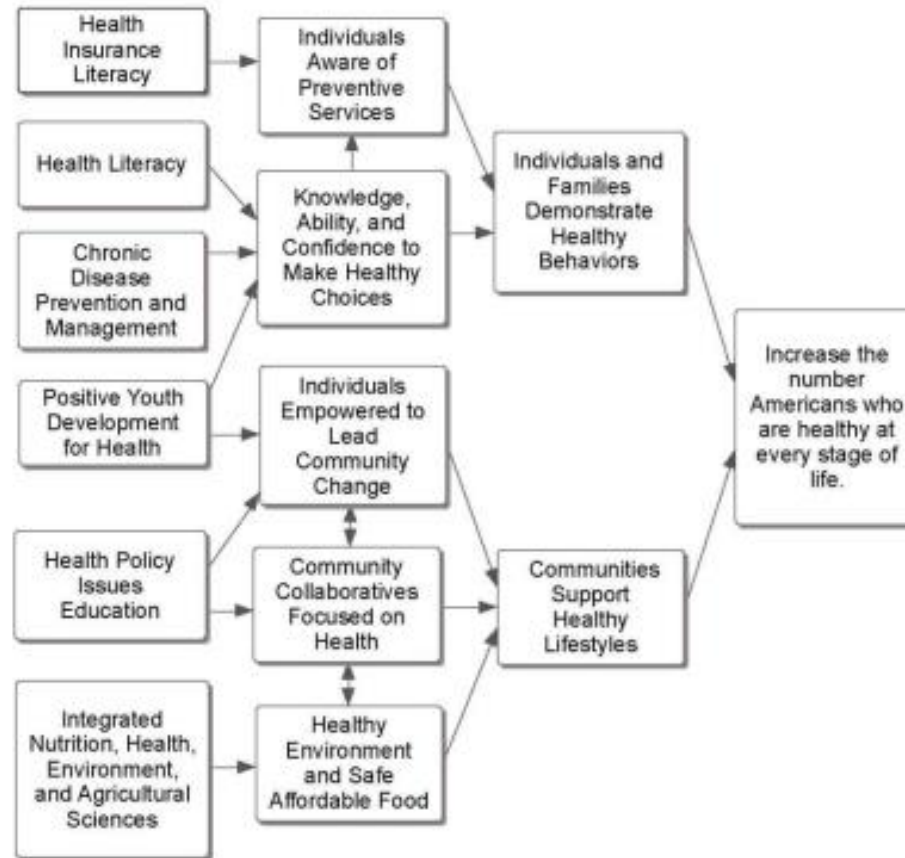 Health
Insurance
Literacy
Individuals
Aware of
Preventive
Services
Health Literacy
Knowledge,
Ability, and
Confidence to
Make Healthy
Choices
Individuals and
Families
Demonstrate
Healthy
Behaviors
Chronic
Disease
Prevention and
Management
Positive Youth
Development
for Health
Individuals
Empowered to
Lead
Community
Change
Increase the
number
Americans who
are healthy at
every stage of
life.
Health Policy
Issues
Education
Community
Collaboratives
Focused on
Health
Communities
Support
Healthy
Lifestyles
Integrated
Nutrition, Health,
Environment,
and Agricultural
Sciences
Healthy
Environment
and Safe
Affordable Food